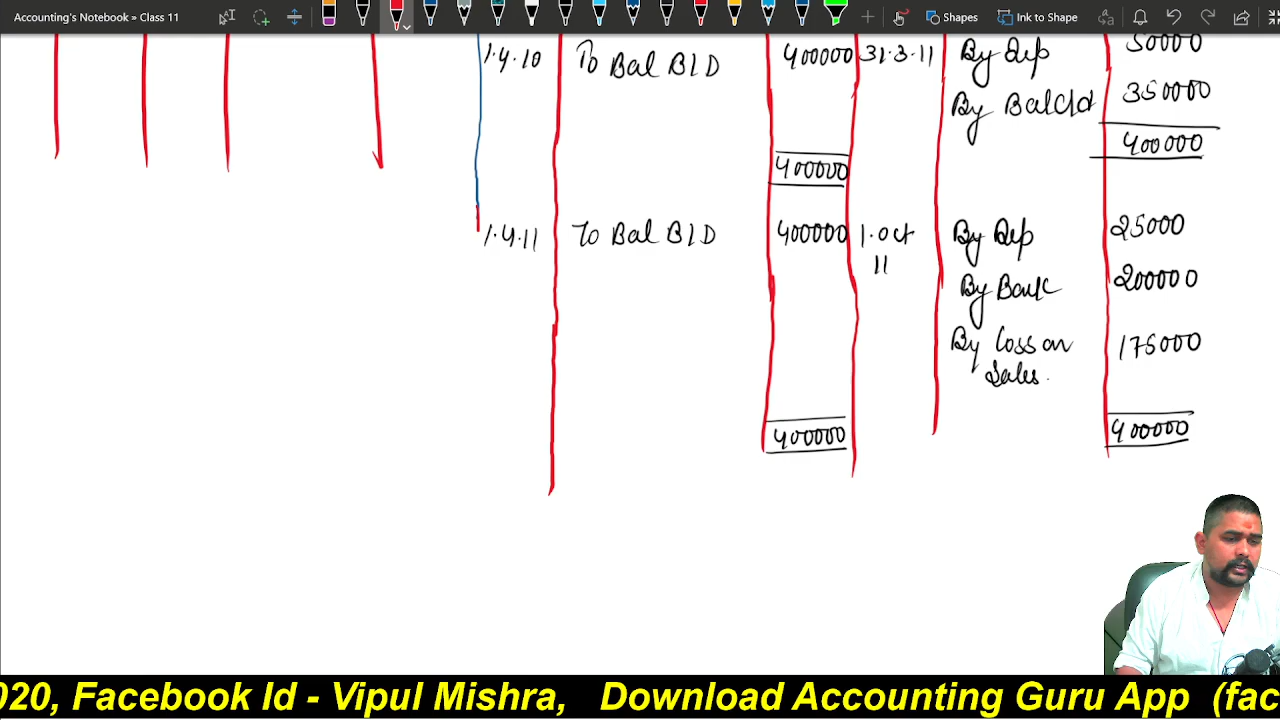 Accounting's Notebook » Class 11
Shapes
Ink to Shape
1.4.10 To Bal B/D 400000 31.3.11 By Dep 50000
By Bal C/d 350000
400000
400000
1.4.11 To Bal B/D 400000 1.Oct By Dep 25000
11
By Bank 200000
By Loss on 175000
Sales.
400000 400000
020, Facebook Id - Vipul Mishra, Download Accounting Guru App (fac